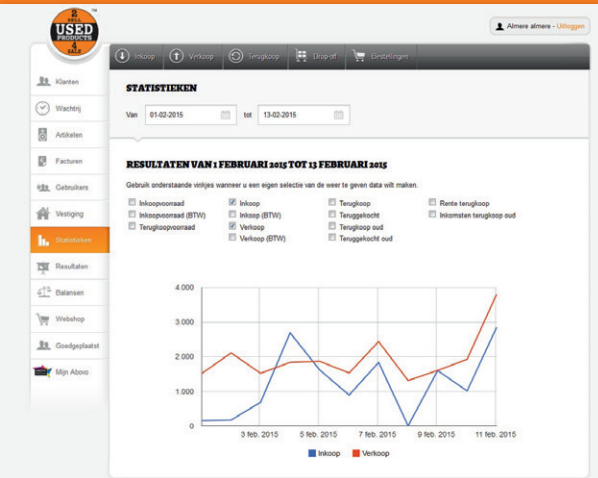 2
SELL
USED
PRODUCTS
4
SALE
TM
Almere almere - Uitloggen
Inkoop Verkoop Terugkoop Drop-off Bestellingen
Klanten
Wachtrij
Artikelen
Facturen
Gebruikers
Vestiging
Statistieken
Resultaten
Balansen
Webshop
Goedgeplaatst
Mijn Abovo
STATISTIEKEN
Van 01-02-2015 tot 13-02-2015
RESULTATEN VAN 1 FEBRUARI 2015 TOT 13 FEBRUARI 2015
Gebruik onderstaande vinkjes wanneer u een eigen selectie van de weer te geven data wilt maken.
Inkoopvoorraad Inkoop Terugkoop Rente terugkoop
Inkoopvoorraad (BTW) Inkoop (BTW) Teruggekocht Inkomsten terugkoop oud
Terugkoopvoorraad Verkoop Terugkoop oud
Verkoop (BTW) Teruggekocht oud
4.000
3.000
2.000
1.000
0
3 feb. 2015 5 feb. 2015 7 feb. 2015 9 feb. 2015 11 feb. 2015
Inkoop Verkoop